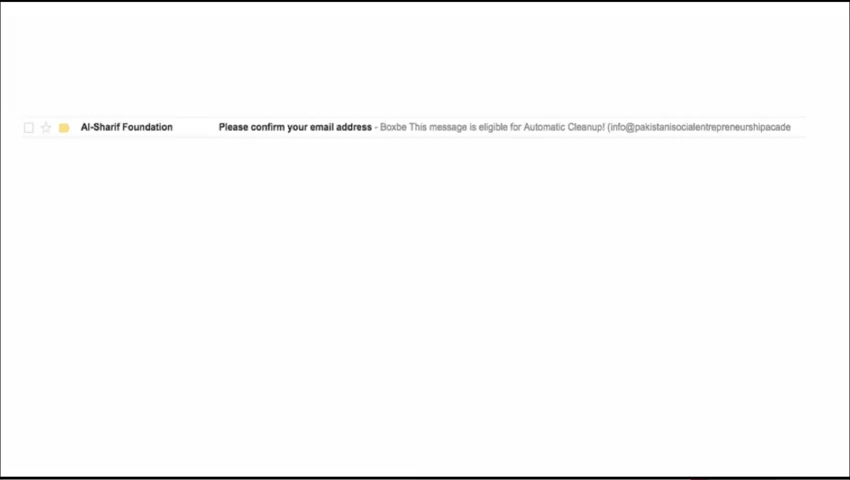 Al-Sharif Foundation Please confirm your email address - Boxbe This message is eligible for Automatic Cleanup! (info@pakistanisocialentrepreneurshipacade